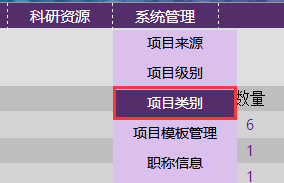 科研资源 系统管理
项目来源
项目级别
项目类别
数量
项目模板管理
6
职称信息
1
1